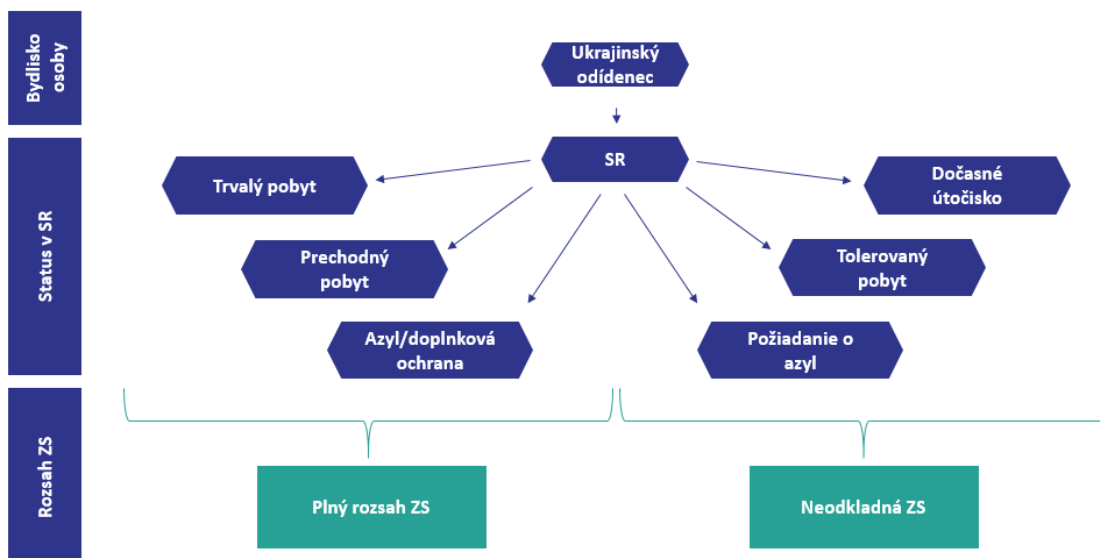 Bydlisko
osoby
Ukrajinský
odídenec
Status v SR
SR
Trvalý pobyt
Dočasné
útočisko
Prechodný
pobyt
Tolerovaný
pobyt
Azyl/doplnková
ochrana
Požiadanie o
azyl
Rozsah ZS
Plný rozsah ZS
Neodkladná ZS